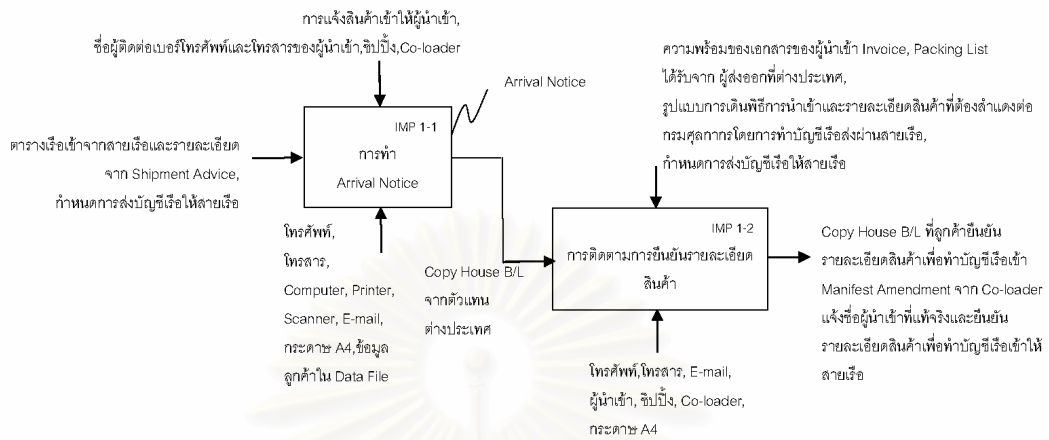 การแจ้งสินค้าเข้าให้ผู้นำเข้า,
ชื่อผู้ติดต่อเบอร์โทรศัพท์และโทรสารของผู้นำเข้า,ชิปปิ้ง,Co-loader
Arrival Notice
IMP 1-1
การทำ
Arrival Notice
ตารางเรือเข้าจากสายเรือและรายละเอียด
จาก Shipment Advice,
กำหนดการส่งบัญชีเรือให้สายเรือ
โทรศัพท์,
โทรสาร,
Computer, Printer,
Scanner, E-mail,
กระดาษ A4,ข้อมูล
ลูกค้าใน Data File
Copy House B/L
จากตัวแทน
ต่างประเทศ
ความพร้อมของเอกสารของผู้นำเข้า Invoice, Packing List
ได้รับจาก ผู้ส่งออกที่ต่างประเทศ,
รูปแบบการเดินพิธีการนำเข้าและรายละเอียดสินค้าที่ต้องสำแดงต่อ
กรมศุลกากรโดยการทำบัญชีเรือส่งผ่านสายเรือ,
กำหนดการส่งบัญชีเรือให้สายเรือ
IMP 1-2
การติดตามการยืนยันรายละเอียด
สินค้า
โทรศัพท์,โทรสาร, E-mail,
ผู้นำเข้า, ชิปปิ้ง, Co-loader,
กระดาษ A4
Copy House B/L ที่ลูกค้ายืนยัน
รายละเอียดสินค้าเพื่อทำบัญชีเรือเข้า
Manifest Amendment จาก Co-loader
แจ้งชื่อผู้นำเข้าที่แท้จริงและยืนยัน
รายละเอียดสินค้าเพื่อทำบัญชีเรือเข้าให้
สายเรือ